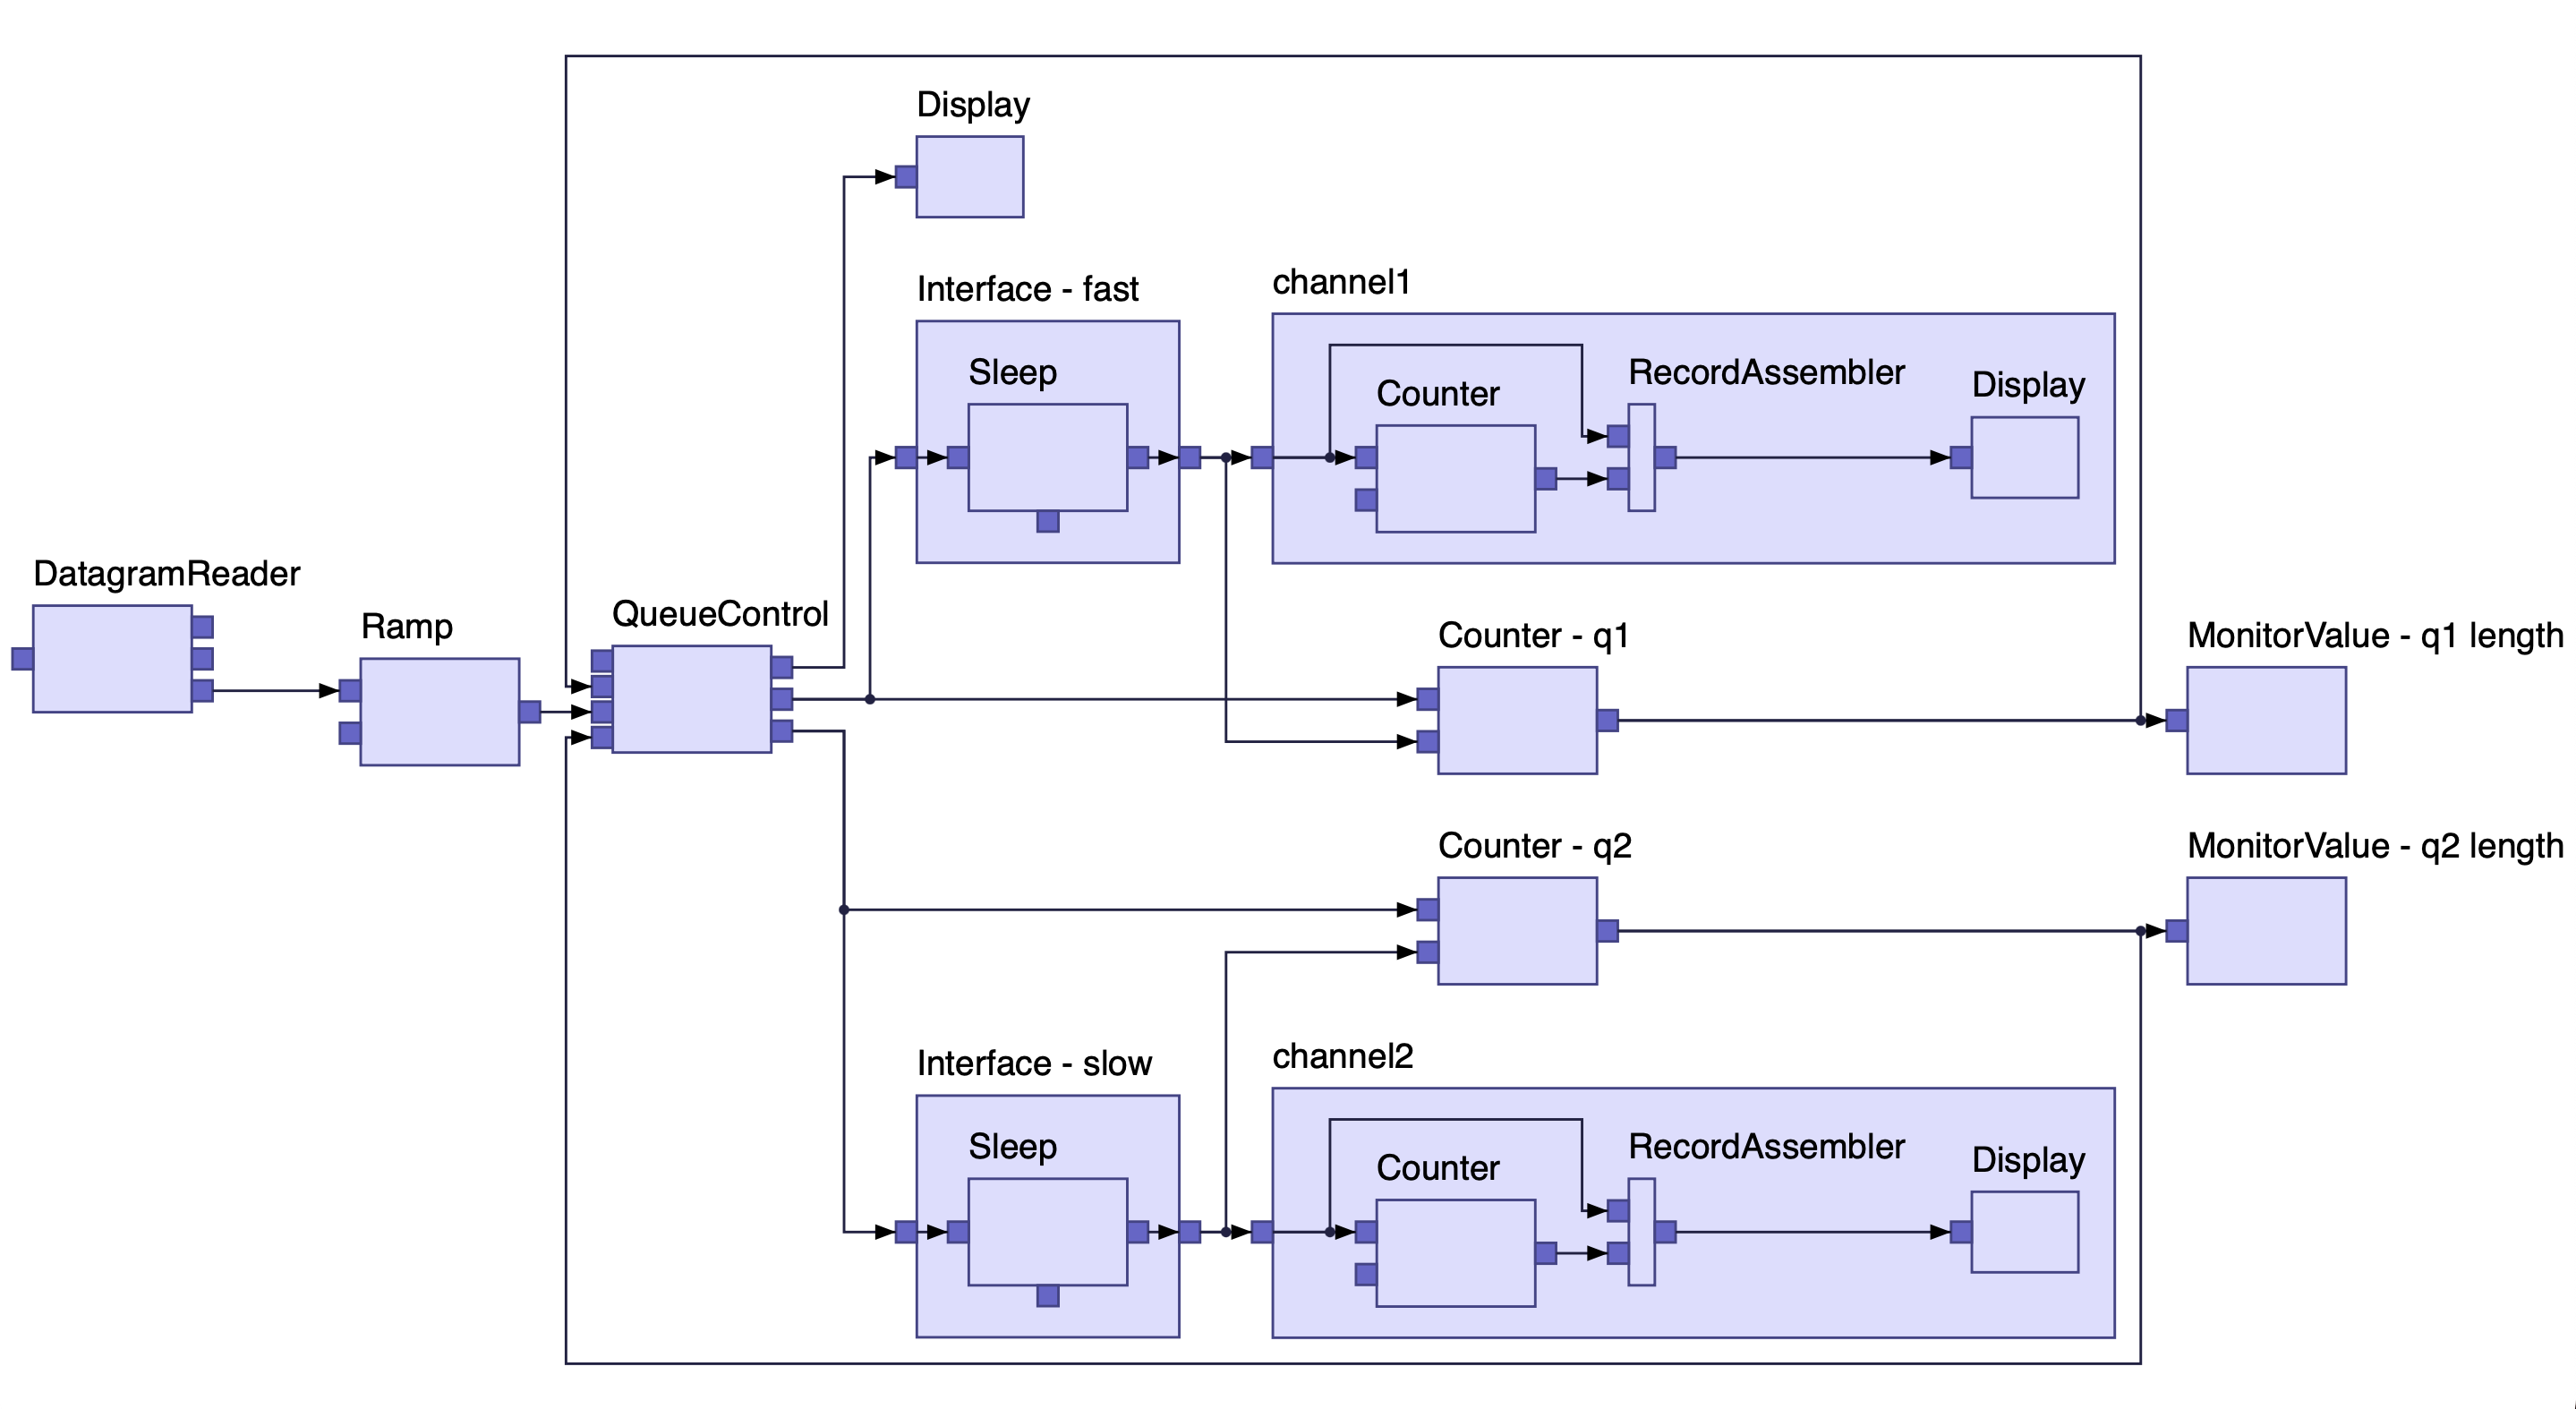 Display
Interface - fast
channel1
Sleep
Counter
RecordAssembler
Display
DatagramReader
Ramp
QueueControl
Counter - q1
MonitorValue - q1 length
Counter - q2
MonitorValue - q2 length
Interface - slow
channel2
Sleep
Counter
RecordAssembler
Display